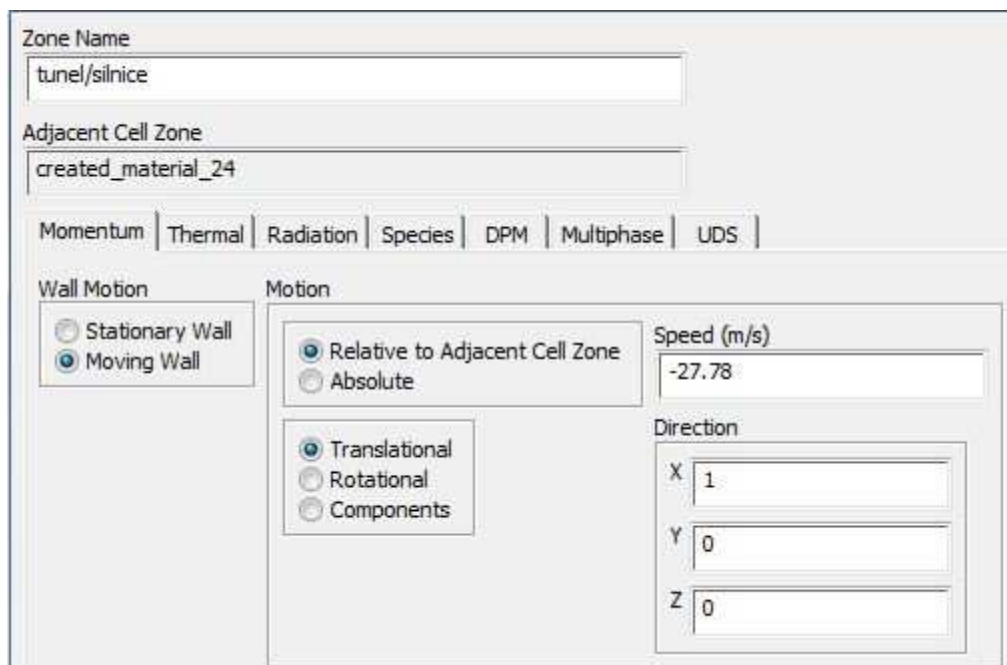 Zone Name
tunel/silnice
Adjacent Cell Zone
created_material_24
Momentum Thermal Radiation Species DPM Multiphase UDS
Wall Motion
Stationary Wall
Moving Wall
Motion
Relative to Adjacent Cell Zone
Absolute
Translational
Rotational
Components
Speed (m/s)
-27.78
Direction
X 1
Y 0
Z 0